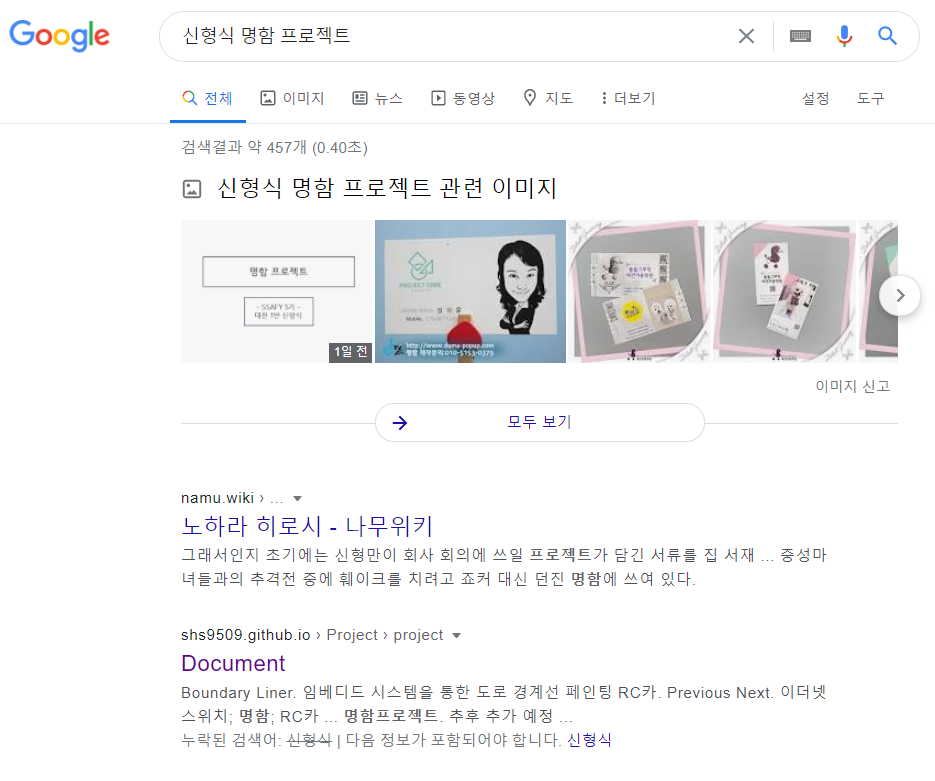 Google
신형식 명함 프로젝트
전체 이미지 뉴스 동영상 지도 더보기 설정 도구
검색결과 약 457개 (0.40초)
신형식 명함 프로젝트 관련 이미지
명함 프로젝트
- SSAFY 5기 -
대전 1반 신형식
1일 전
PROJECT
http://www.dama-popup.com
이미지 신고
모두 보기
namu.wiki › ...
노하라 히로시 - 나무위키
그래서인지 초기에는 신형만이 회사 회의에 쓰일 프로젝트가 담긴 서류를 집 서재 ... 중성마
녀들과의 추격전 중에 훼이크를 치려고 죠커 대신 던진 명함에 쓰여 있다.
shs9509.github.io › Project › project
Document
Boundary Liner. 임베디드 시스템을 통한 도로 경계선 페인팅 RC카. Previous Next. 이더넷
스위치; 명함; RC카 ... 명함프로젝트. 추후 추가 예정 ...
누락된 검색어: 신형식 | 다음 정보가 포함되어야 합니다. 신형식